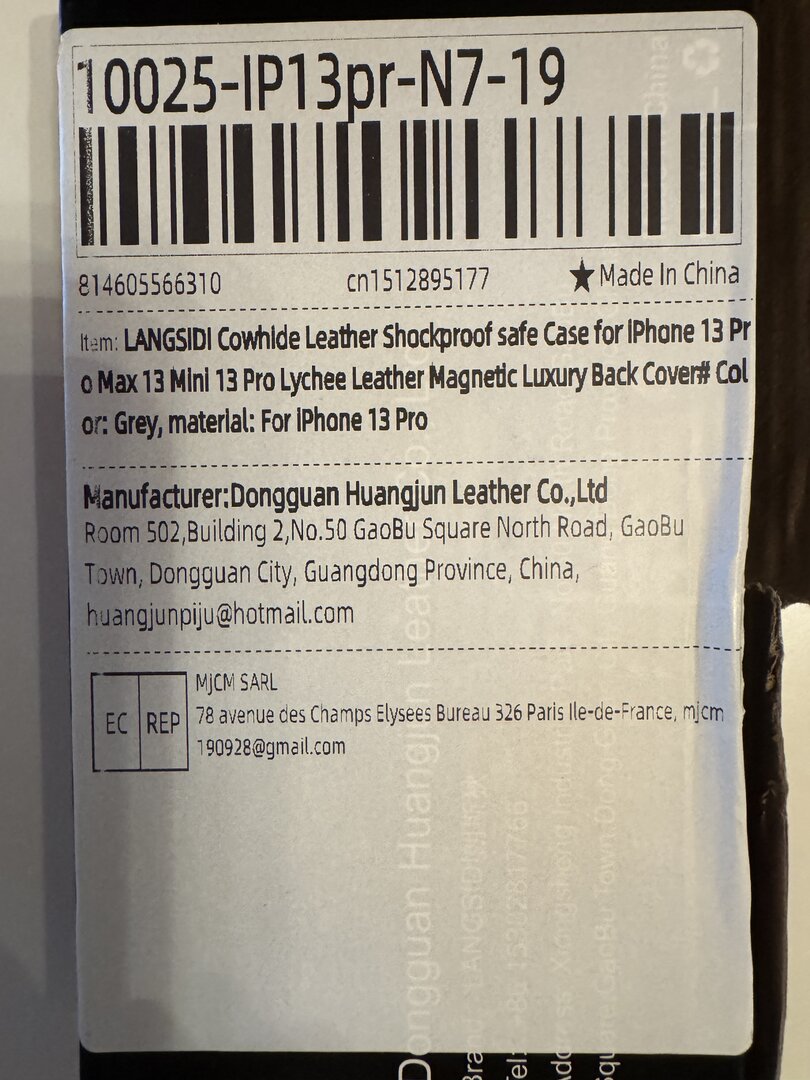 10025-IP13pr-N7-19
814605566310 cn1512895177 ★Made In China
Item: LANGSIDI Cowhide Leather Shockproof safe Case for iPhone 13 Pr
o Max 13 Mini 13 Pro Lychee Leather Magnetic Luxury Back Cover# Col
or: Grey, material: For iPhone 13 Pro
Manufacturer:Dongguan Huangjun Leather Co.,Ltd
Room 502,Building 2,No.50 GaoBu Square North Road, GaoBu
Town, Dongguan City, Guangdong Province, China,
huangjunpiju@hotmail.com
EC REP
MJCM SARL
78 avenue des Champs Elysees Bureau 326 Paris Ile-de-France, mjcm
190928@gmail.com
China
Dongguan Huangjun Leather